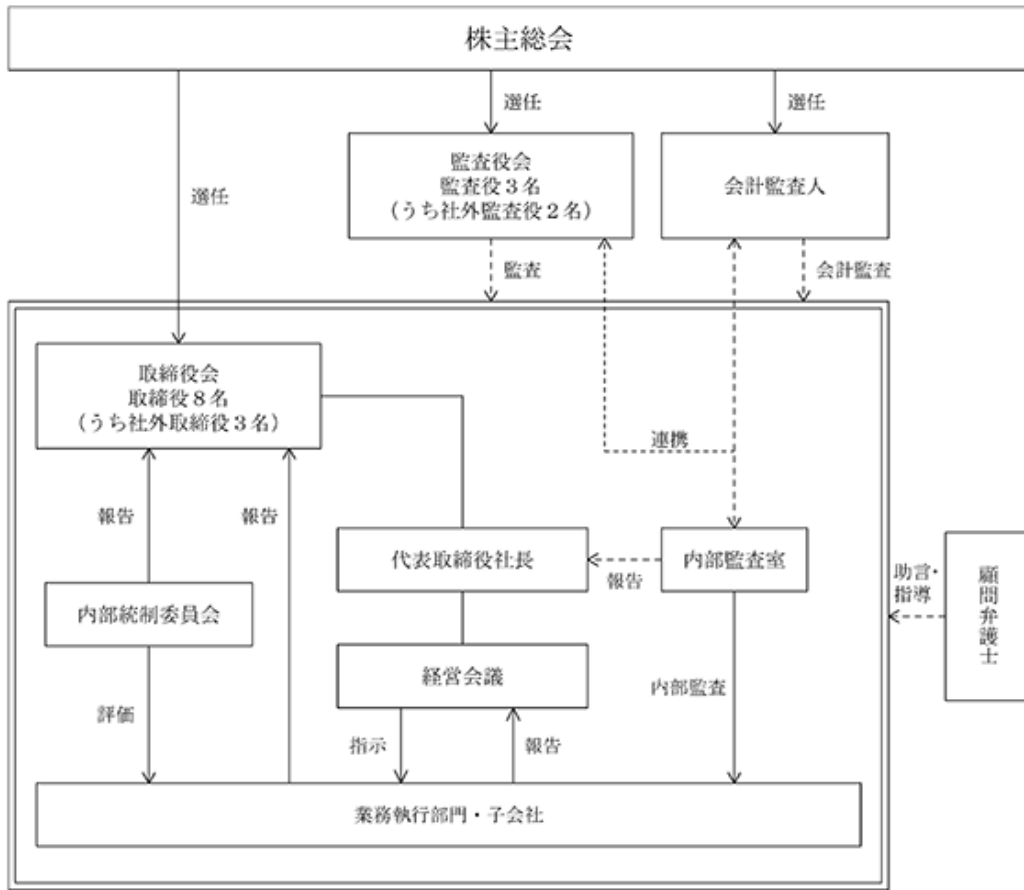 株主総会
選任
選任
選任
監査役会
監査役3名
（うち社外監査役2名）
会計監査人
監査
会計監査
取締役会
取締役8名
（うち社外取締役3名）
連携
報告
報告
代表取締役社長
報告
内部監査室
助言・
指導
顧問弁護士
内部統制委員会
経営会議
内部監査
評価
指示
報告
業務執行部門・子会社